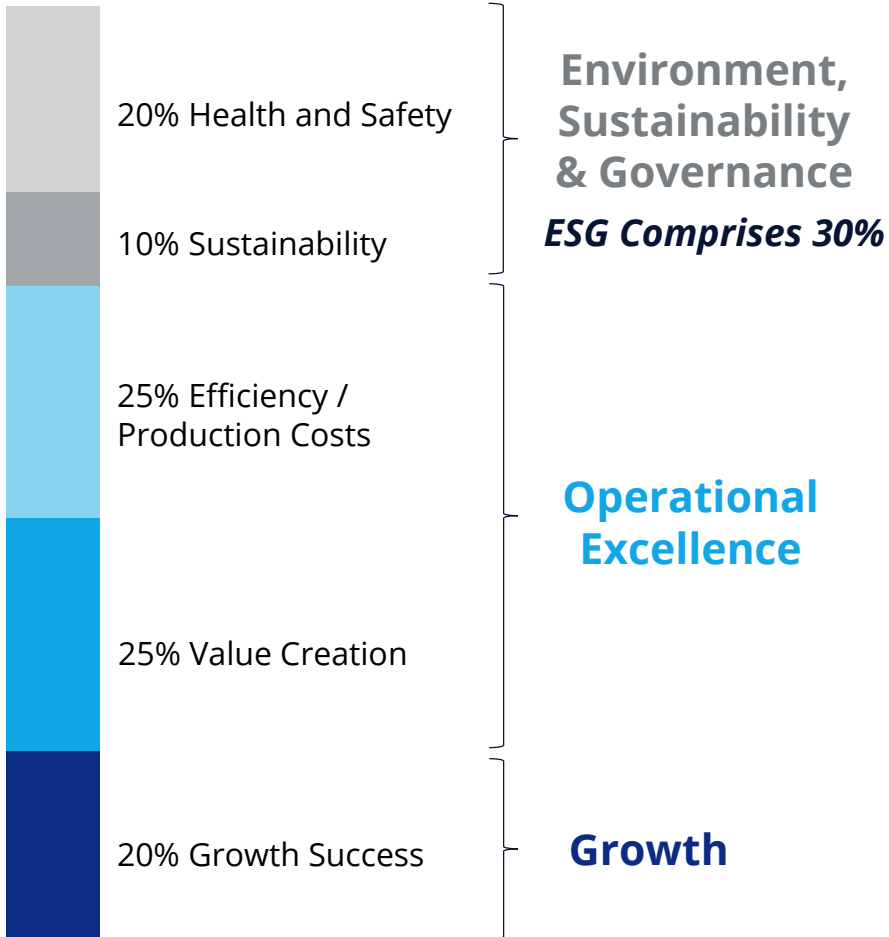 20% Health and Safety
10% Sustainability
Environment,
Sustainability
& Governance
ESG Comprises 30%
25% Efficiency /
Production Costs
25% Value Creation
Operational
Excellence
20% Growth Success
Growth